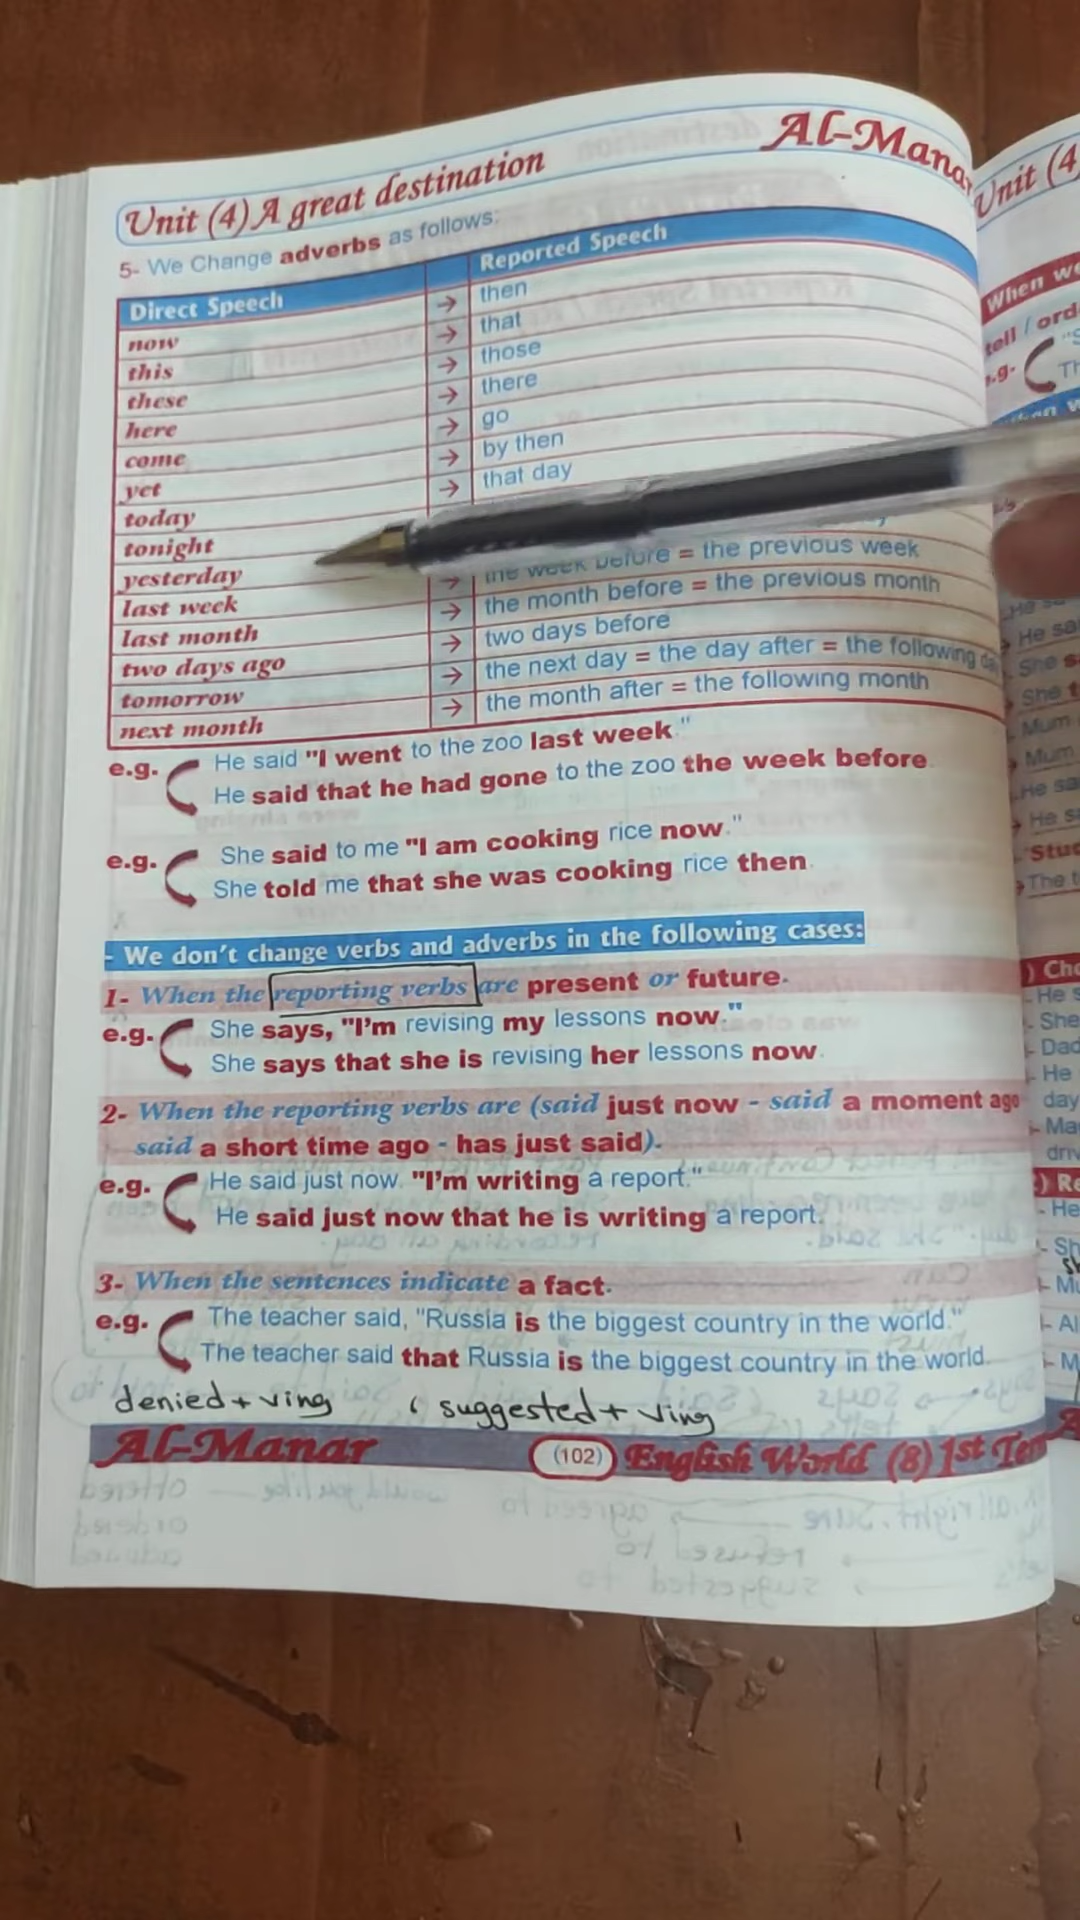 Unit (4) A great destination
Al-Manar
5- We Change adverbs as follows:
Direct Speech Reported Speech
now → then
this → that
these → those
here → there
come → go
yet → by then
today → that day
tonight
yesterday
last week → the week before = the previous week
last month → the month before = the previous month
two days ago → two days before
tomorrow → the next day = the day after = the following
next month → the month after = the following month
e.g. He said "I went to the zoo last week."
He said that he had gone to the zoo the week before.
e.g. She said to me "I am cooking rice now."
She told me that she was cooking rice then.
- We don't change verbs and adverbs in the following cases:
1- When the reporting verbs are present or future.
e.g. She says, "I'm revising my lessons now."
She says that she is revising her lessons now.
2- When the reporting verbs are (said just now - said a moment ago
said a short time ago - has just said).
e.g. He said just now. "I'm writing a report."
He said just now that he is writing a report.
3- When the sentences indicate a fact.
e.g. The teacher said, "Russia is the biggest country in the world."
The teacher said that Russia is the biggest country in the world.
denied + ving , suggested + ving
Al-Manar (102) English World (8) 1st
Unit (4)
When
tell / ord